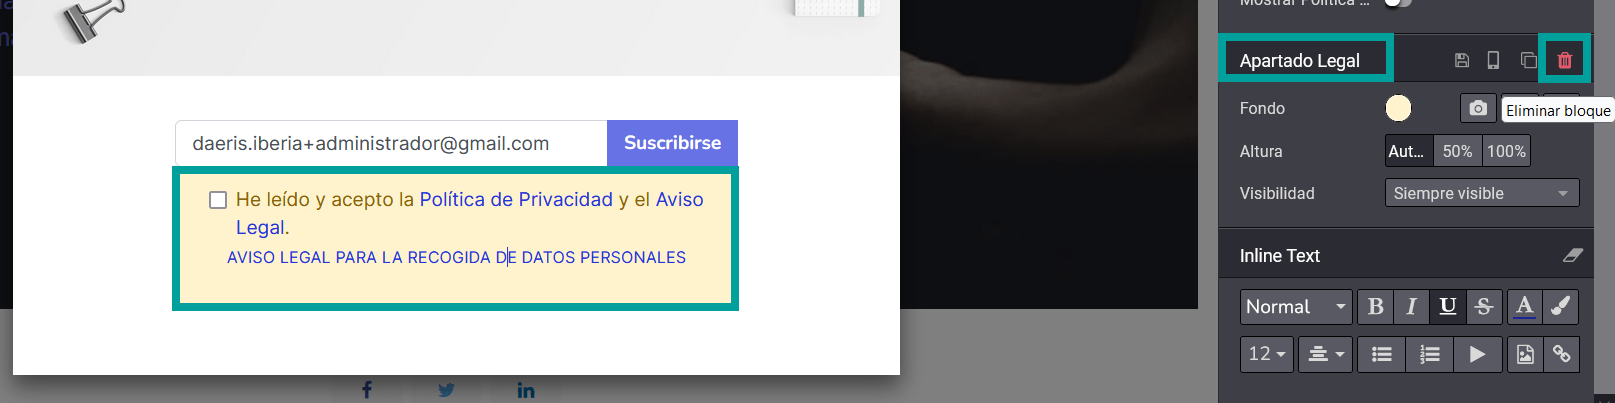 Mostrar Política ...
Apartado Legal
Fondo
Eliminar bloque
Altura
Aut... 50% 100%
Visibilidad
Siempre visible
Inline Text
Normal B I U S A
12
daeris.iberia+administrador@gmail.com
Suscribirse
He leído y acepto la Política de Privacidad y el Aviso
Legal.
AVISO LEGAL PARA LA RECOGIDA DE DATOS PERSONALES